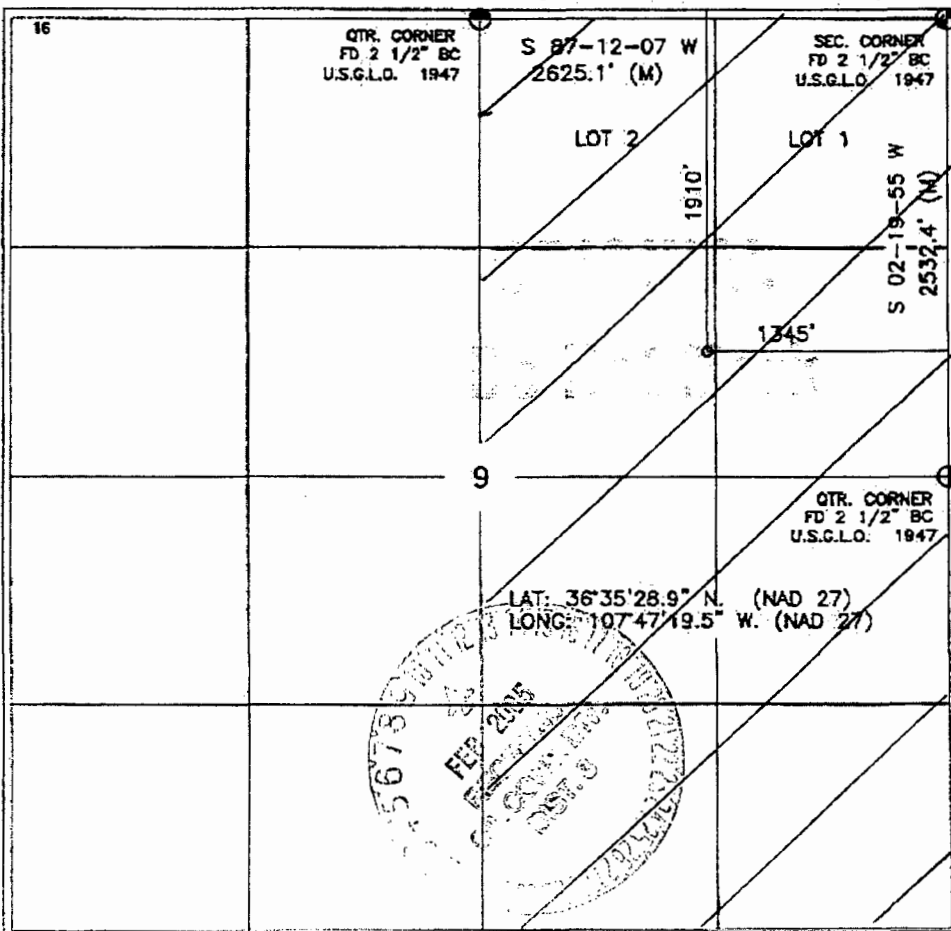 16
QTR. CORNER
FD 2 1/2" BC
U.S.G.L.O. 1947
S 87-12-07 W
2625.1' (M)
SEC. CORNER
FD 2 1/2" BC
U.S.G.L.O. 1947
LOT 2
LOT 1
1910'
S 02-19-55 W
2532.4' (M)
1345'
9
QTR. CORNER
FD 2 1/2" BC
U.S.G.L.O. 1947
LAT: 36°35'28.9" N. (NAD 27)
LONG: 107°47'19.5" W. (NAD 27)
FEB 2005
DIST. 3